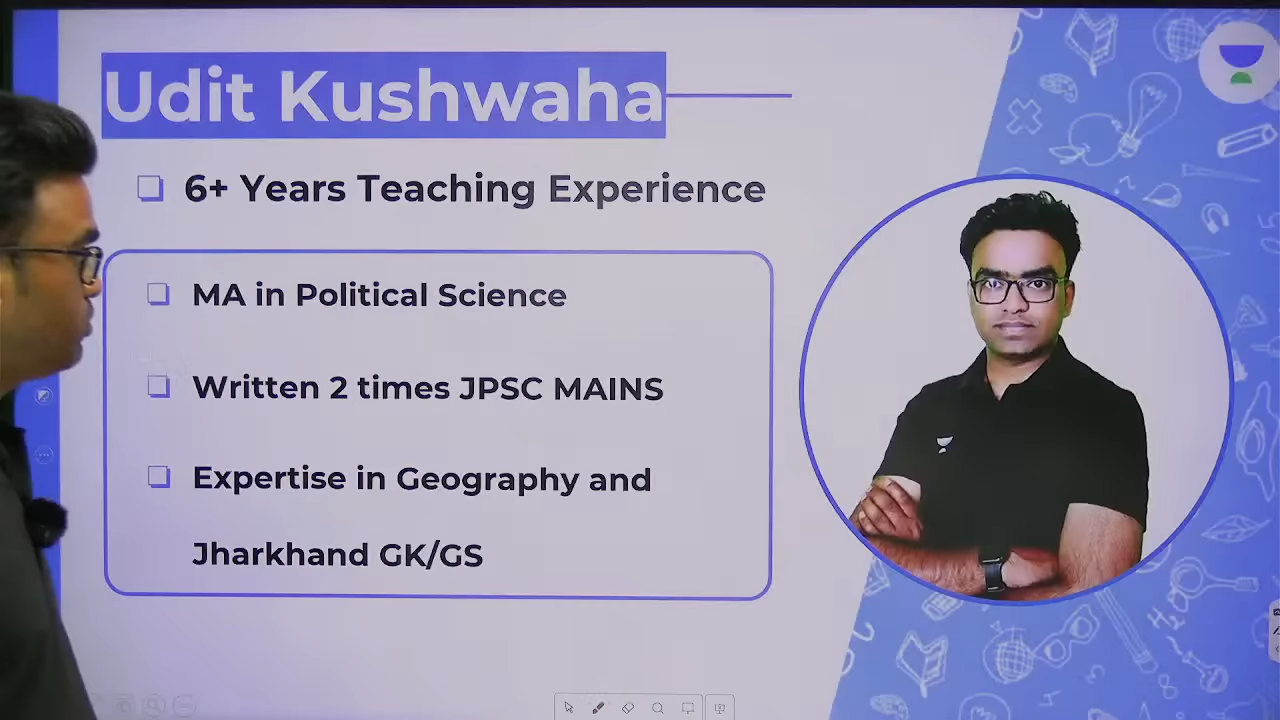 Udit Kushwaha
6+ Years Teaching Experience
MA in Political Science
Written 2 times JPSC MAINS
Expertise in Geography and
Jharkhand GK/GS
H₂O